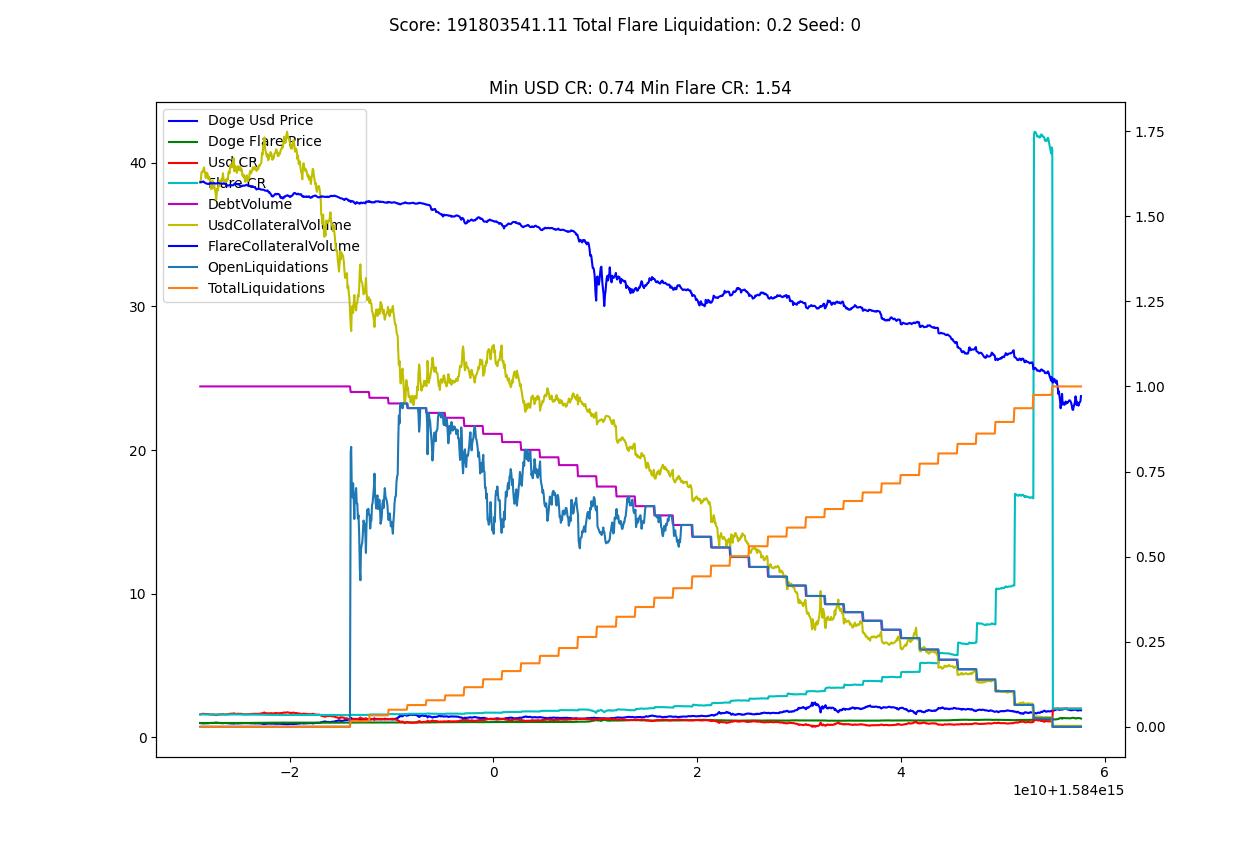 Score: 191803541.11 Total Flare Liquidation: 0.2 Seed: 0
Min USD CR: 0.74 Min Flare CR: 1.54
Doge Usd Price
Doge Flare Price
Usd CR
Flare CR
DebtVolume
UsdCollateralVolume
FlareCollateralVolume
OpenLiquidations
TotalLiquidations
40
30
20
10
0
1.75
1.50
1.25
1.00
0.75
0.50
0.25
0.00
−2
0
2
4
6
1e10+1.584e15